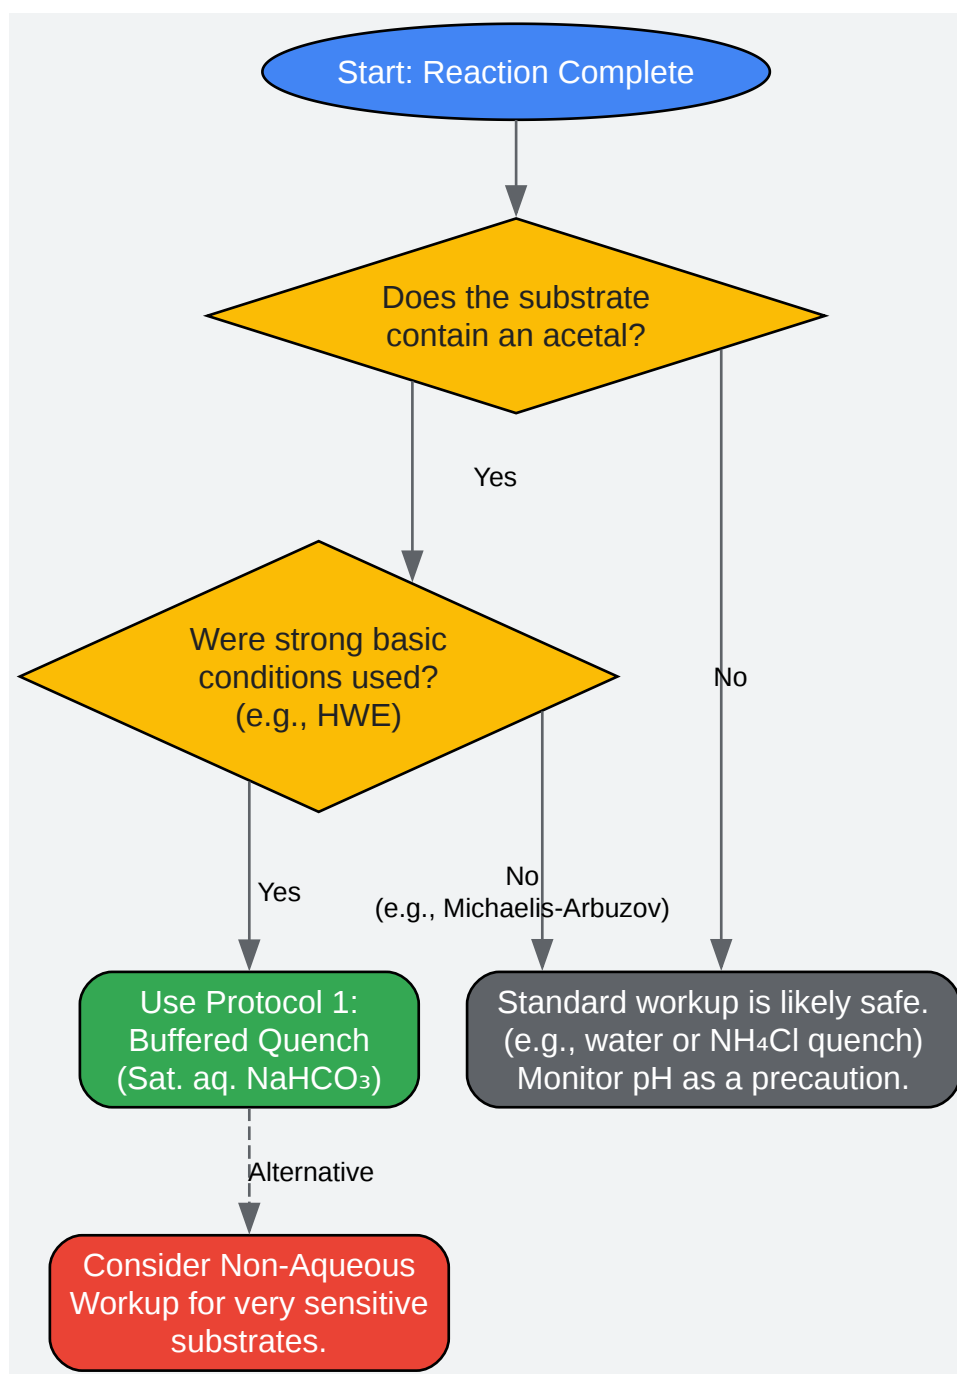 Start: Reaction Complete
Does the substrate
contain an acetal?
Yes
Were strong basic
conditions used?
(e.g., HWE)
No
Yes
No
(e.g., Michaelis-Arbuzov)
Use Protocol 1:
Buffered Quench
(Sat. aq. NaHCO₃)
Standard workup is likely safe.
(e.g., water or NH₄Cl quench)
Monitor pH as a precaution.
Alternative
Consider Non-Aqueous
Workup for very sensitive
substrates.